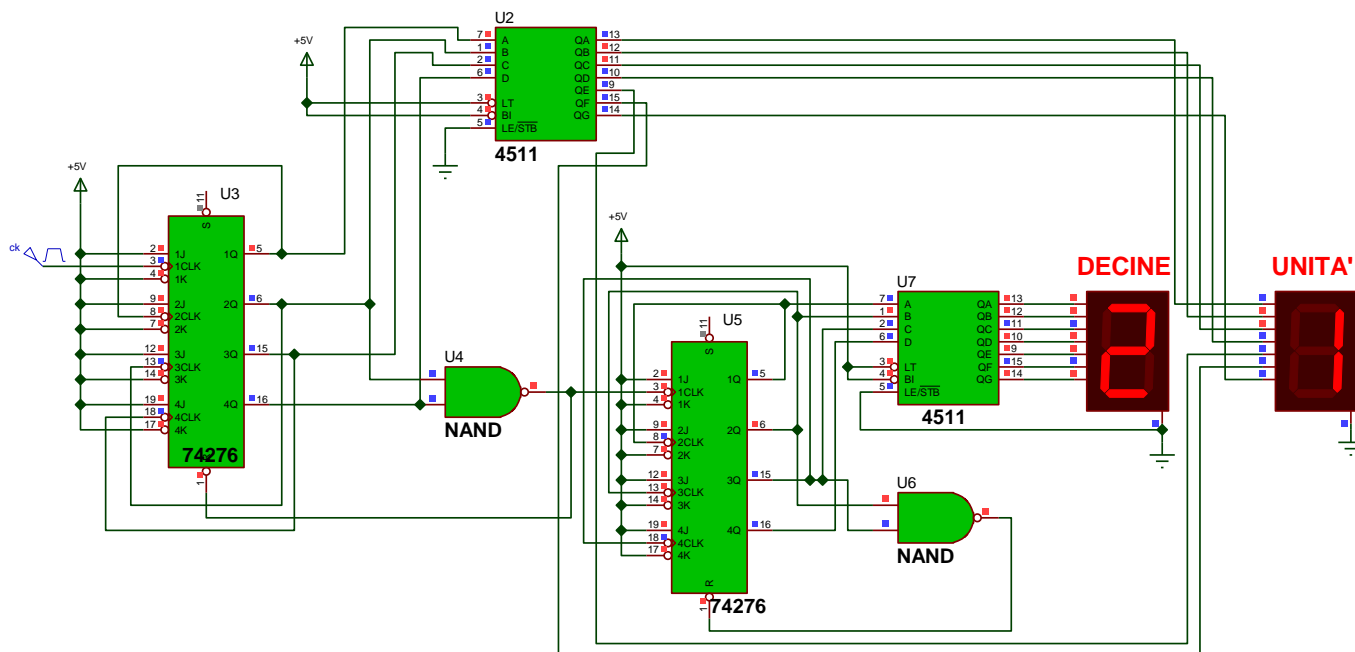 U2
+5V
7 A QA 13
1 B QB 12
2 C QC 11
6 D QD 10
QE 9
3 LT QF 15
4 BI QG 14
5 LE/STB
4511
+5V
U3
11
S
ck
2 1J 1Q 5
3 1CLK
4 1K
9 2J 2Q 6
8 2CLK
7 2K
12 3J 3Q 15
13 3CLK
14 3K
19 4J 4Q 16
18 4CLK
17 4K
74276
1
U4
NAND
+5V
U5
11
S
2 1J 1Q 5
3 1CLK
4 1K
9 2J 2Q 6
8 2CLK
7 2K
12 3J 3Q 15
13 3CLK
14 3K
19 4J 4Q 16
18 4CLK
17 4K
R
1
74276
U7
7 A QA 13
1 B QB 12
2 C QC 11
6 D QD 10
QE 9
3 LT QF 15
4 BI QG 14
5 LE/STB
4511
U6
NAND
DECINE
2
UNITA'
1